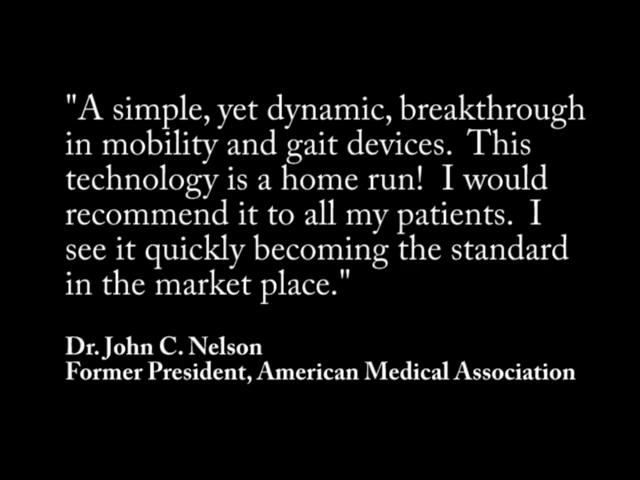 "A simple, yet dynamic, breakthrough
in mobility and gait devices.  This
technology is a home run!  I would
recommend it to all my patients.  I
see it quickly becoming the standard
in the market place."
Dr. John C. Nelson
Former President, American Medical Association